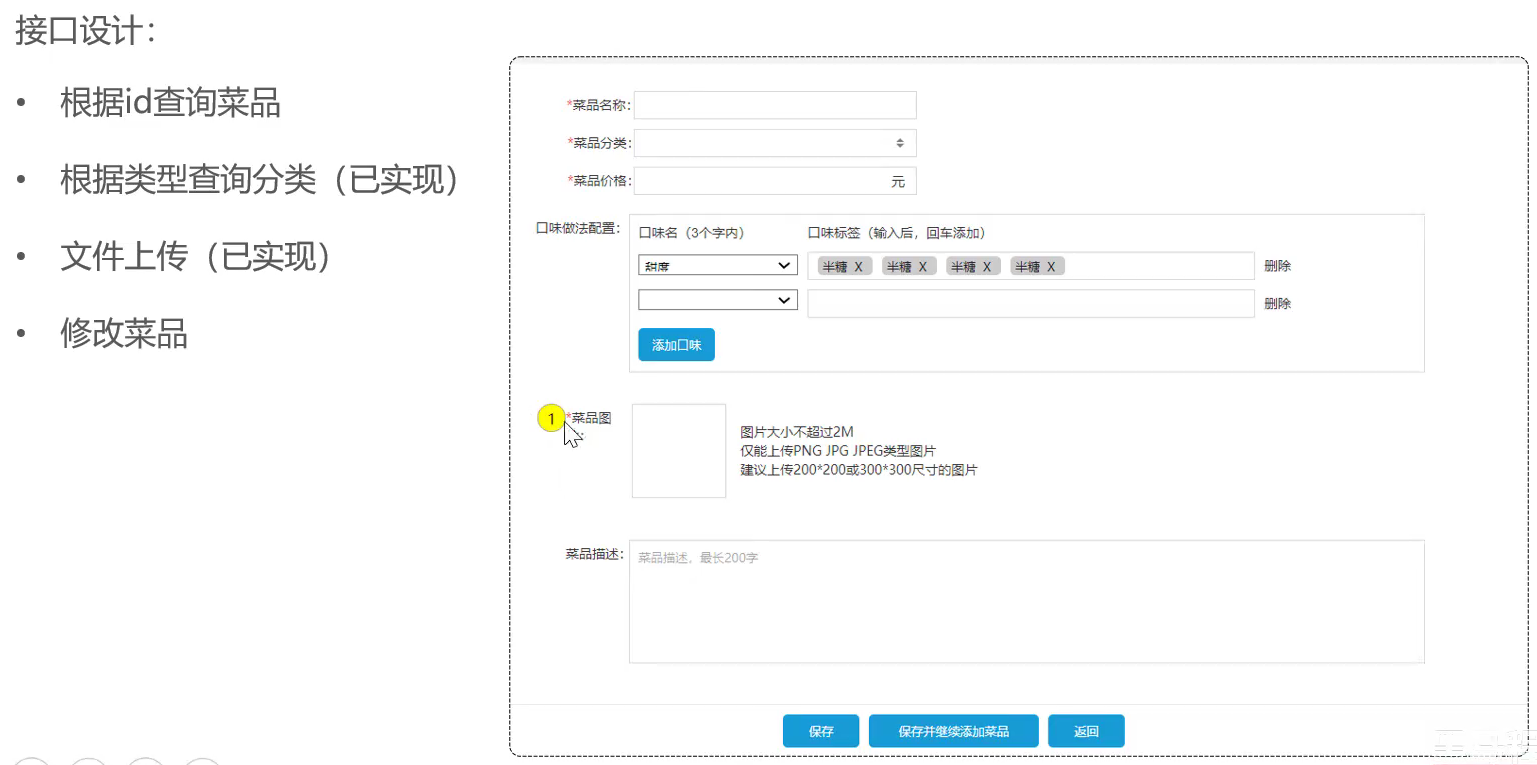 接口设计：
• 根据id查询菜品
• 根据类型查询分类（已实现）
• 文件上传（已实现）
• 修改菜品
*菜品名称:
*菜品分类:
*菜品价格: 元
口味做法配置:
口味名（3个字内） 口味标签（输入后，回车添加）
甜度 半糖 X 半糖 X 半糖 X 半糖 X 删除
删除
添加口味
1 *菜品图
:
图片大小不超过2M
仅能上传PNG JPG JPEG类型图片
建议上传200*200或300*300尺寸的图片
菜品描述: 菜品描述，最长200字
保存 保存并继续添加菜品 返回